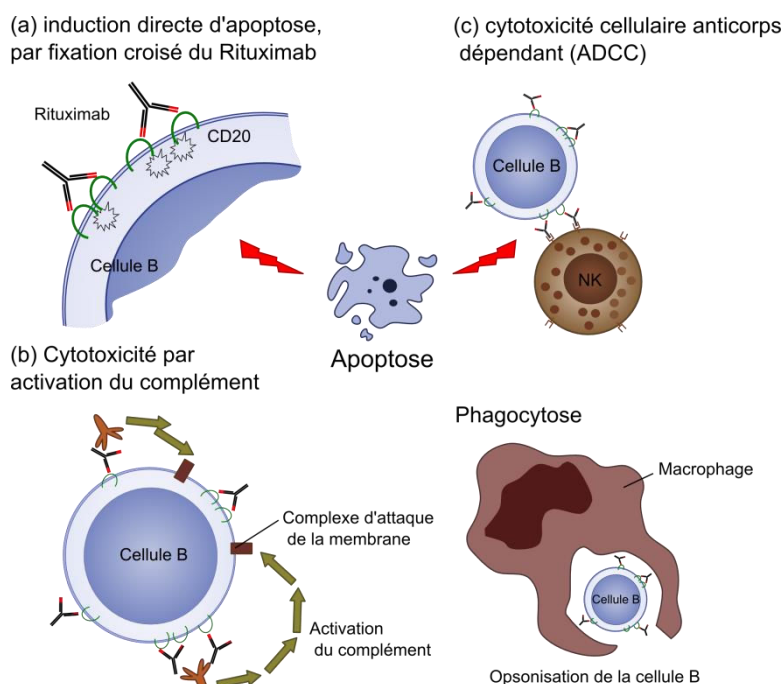 (a) induction directe d'apoptose,
par fixation croisé du Rituximab
Rituximab
CD20
Cellule B
(c) cytotoxicité cellulaire anticorps
dépendant (ADCC)
Cellule B
NK
Apoptose
(b) Cytotoxicité par
activation du complément
Cellule B
Complexe d'attaque
de la membrane
Activation
du complément
Phagocytose
Macrophage
Cellule B
Opsonisation de la cellule B